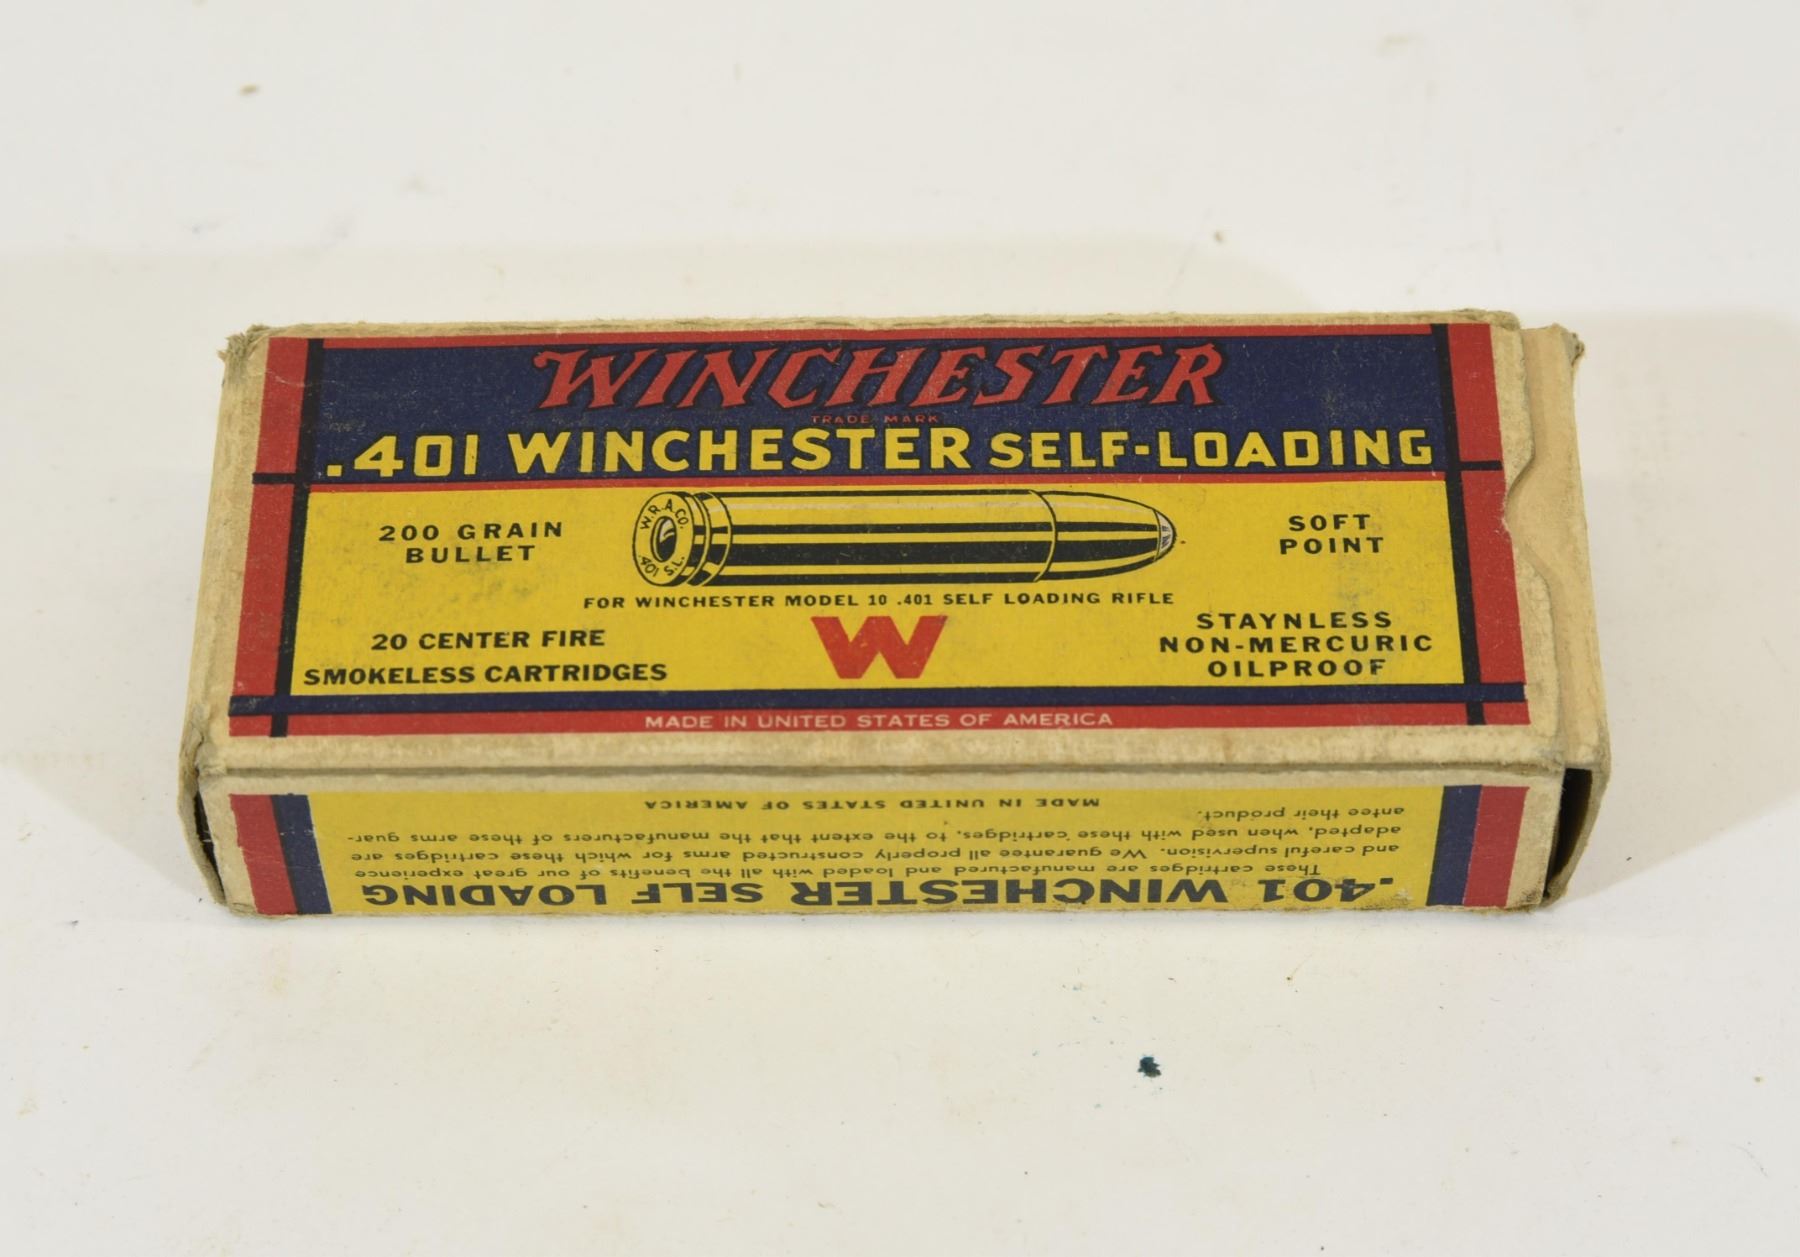 WINCHESTER
TRADE MARK
.401 WINCHESTER SELF-LOADING
200 GRAIN
BULLET
W.R.A.CO.
.401 S.L.
SOFT
POINT
FOR WINCHESTER MODEL 10 .401 SELF LOADING RIFLE
20 CENTER FIRE
SMOKELESS CARTRIDGES
W
STAYNLESS
NON-MERCURIC
OILPROOF
MADE IN UNITED STATES OF AMERICA
.401 WINCHESTER SELF LOADING
These cartridges are manufactured and loaded with all the benefits of our great experience
and careful supervision. We guarantee all properly constructed arms for which these cartridges are
adapted, when used with these cartridges, to the extent that the manufacturers of these arms guar-
antee their product.
MADE IN UNITED STATES OF AMERICA